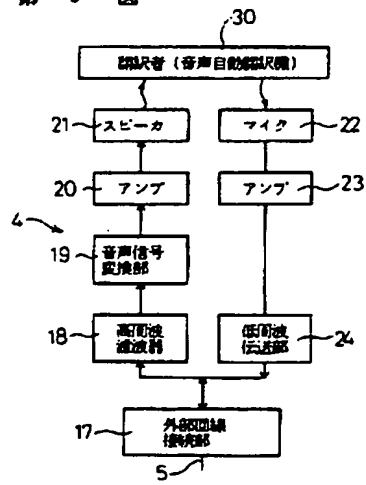 30
翻訳者(音声自動翻訳機)
21 スピーカ
マイク 22
20 アンプ
アンプ 23
4
19 音声信号
変換部
18 高周波
濾波器
低周波
伝送部 24
17 外部回線
接続部
5